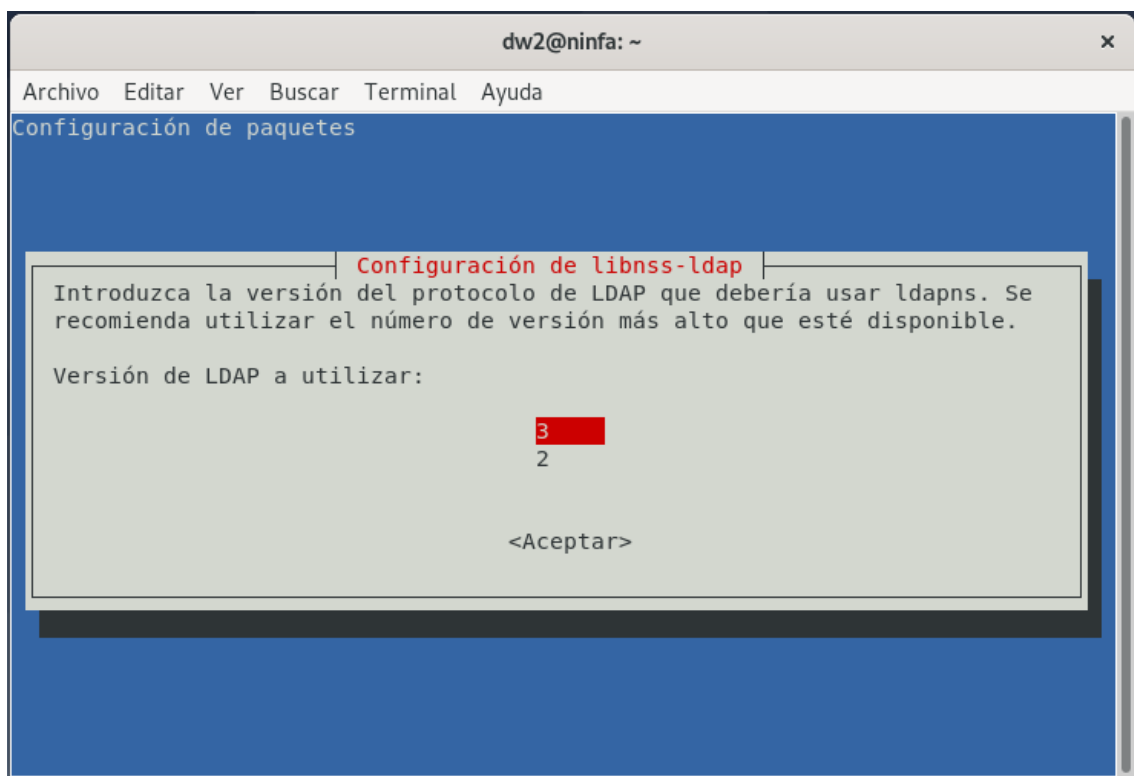 dw2@ninfa: ~ ×
Archivo Editar Ver Buscar Terminal Ayuda
Configuración de paquetes
Configuración de libnss-ldap
Introduzca la versión del protocolo de LDAP que debería usar ldapns. Se
recomienda utilizar el número de versión más alto que esté disponible.
Versión de LDAP a utilizar:
3
2
<Aceptar>